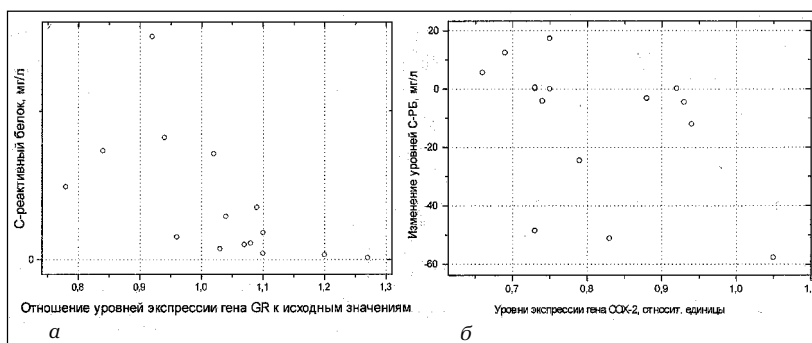 С-реактивный белок, мг/л
0
0,8 0,9 1,0 1,1 1,2 1,3
Отношение уровней экспрессии гена GR к исходным значениям
а
Изменение уровней С-РБ, мг/л
20
0
-20
-40
-60
0,7 0,8 0,9 1,0 1,
Уровни экспрессии гена COX-2, относит. единицы
б